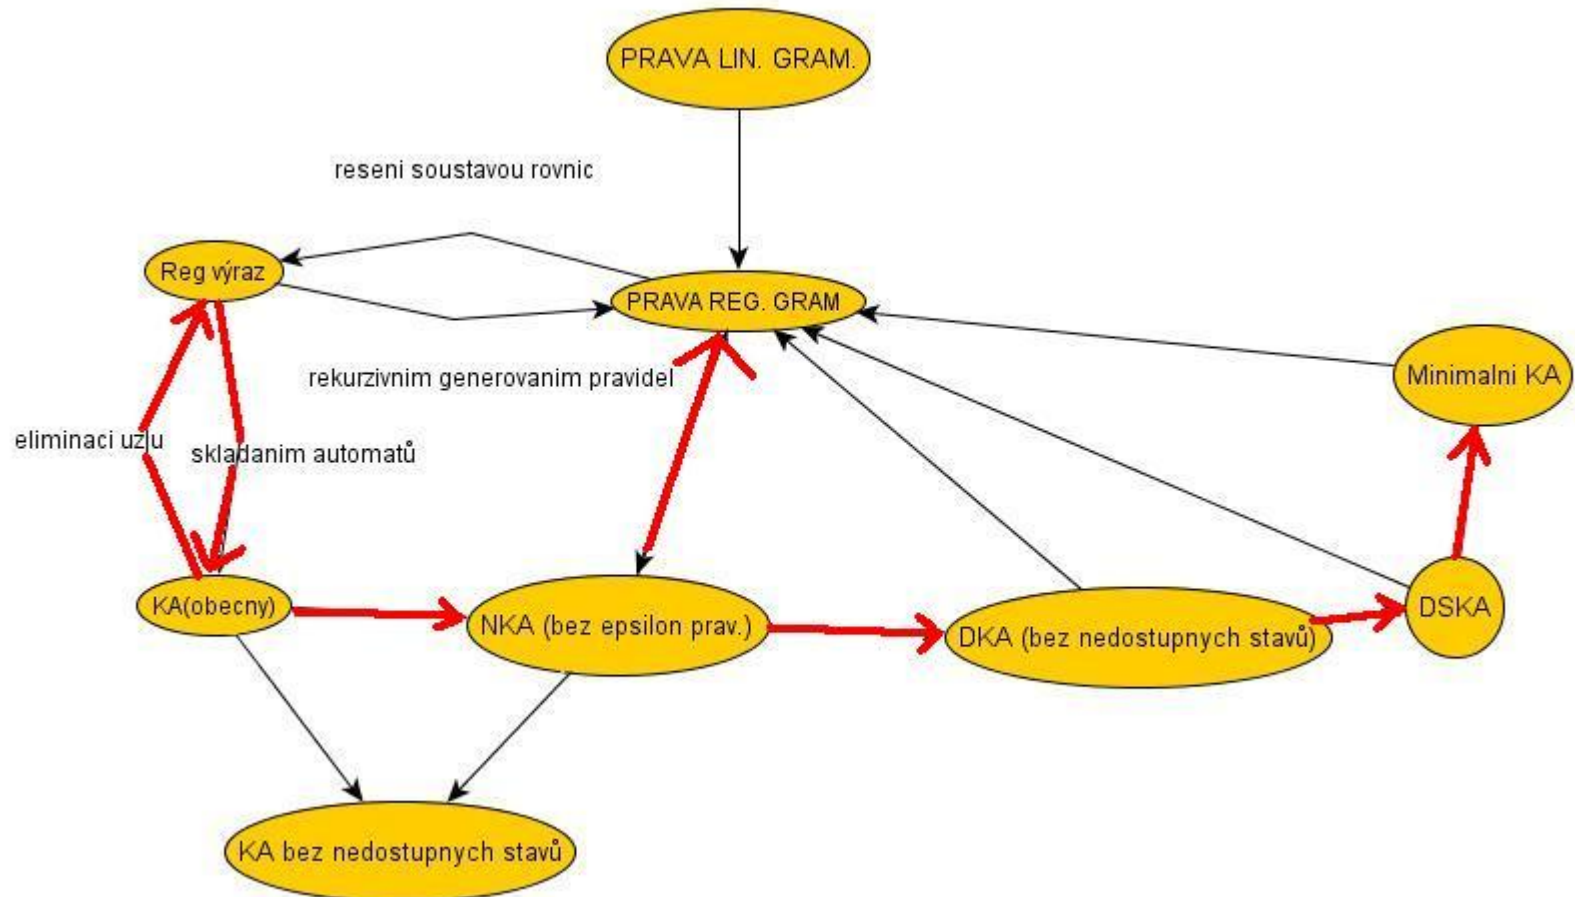 PRAVA LIN. GRAM.
reseni soustavou rovnic
Reg výraz
PRAVA REG. GRAM
rekurzivnim generovanim pravidel
Minimalni KA
eliminaci uzlu
skladanim automatů
KA(obecny)
NKA (bez epsilon prav.)
DKA (bez nedostupnych stavů)
DSKA
KA bez nedostupnych stavů